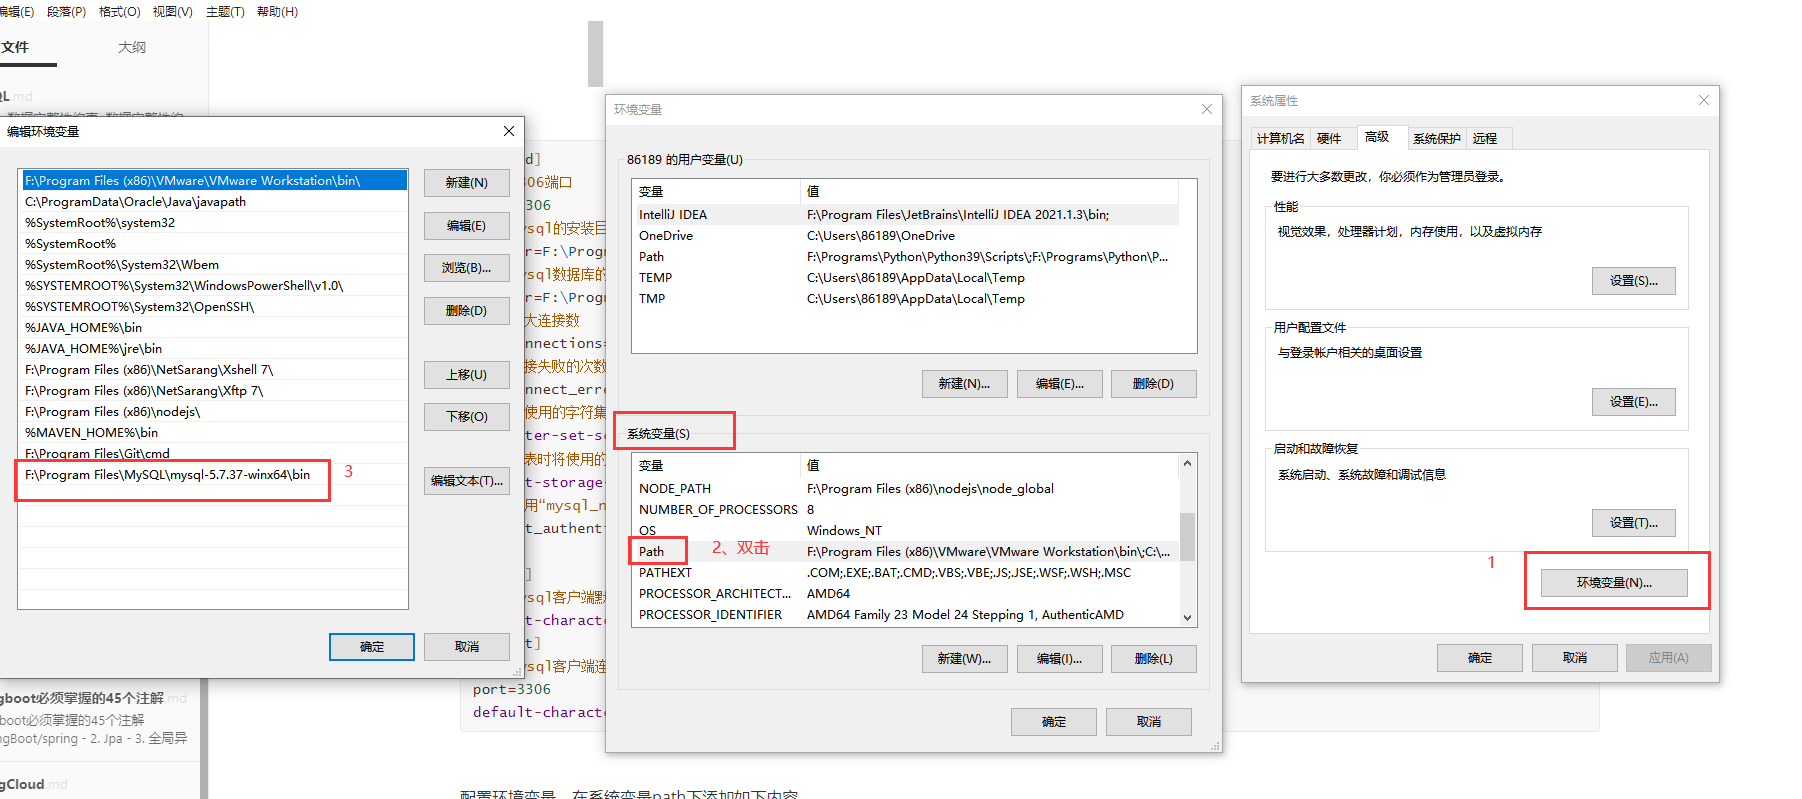 编辑(E) 段落(P) 格式(O) 视图(V) 主题(T) 帮助(H)
文件 大纲
QL.md
编辑环境变量
F:\Program Files (x86)\VMware\VMware Workstation\bin\
C:\ProgramData\Oracle\Java\javapath
%SystemRoot%\system32
%SystemRoot%
%SystemRoot%\System32\Wbem
%SYSTEMROOT%\System32\WindowsPowerShell\v1.0\
%SYSTEMROOT%\System32\OpenSSH\
%JAVA_HOME%\bin
%JAVA_HOME%\jre\bin
F:\Program Files (x86)\NetSarang\Xshell 7\
F:\Program Files (x86)\NetSarang\Xftp 7\
F:\Program Files (x86)\nodejs\
%MAVEN_HOME%\bin
F:\Program Files\Git\cmd
F:\Program Files\MySQL\mysql-5.7.37-winx64\bin
3
新建(N)
编辑(E)
浏览(B)...
删除(D)
上移(U)
下移(O)
编辑文本(T)...
确定
取消
gboot必须掌握的45个注解.md
boot必须掌握的45个注解
ngBoot/spring - 2. Jpa - 3. 全局异
gCloud.md
d]
306端口
306
ysql的安装目
r=F:\Progr
ysql数据库的
r=F:\Progr
大连接数
nnections=
接失败的次数
nnect_erro
使用的字符集
ter-set-se
表时将使用的
t-storage-
用“mysql_n
t_authenti
]
ysql客户端默
t-characte
t]
ysql客户端连
port=3306
default-characte
配置环境变量，在系统变量path下添加如下内容
环境变量
86189 的用户变量(U)
变量 值
IntelliJ IDEA F:\Program Files\JetBrains\IntelliJ IDEA 2021.1.3\bin;
OneDrive C:\Users\86189\OneDrive
Path F:\Programs\Python\Python39\Scripts\;F:\Programs\Python\P...
TEMP C:\Users\86189\AppData\Local\Temp
TMP C:\Users\86189\AppData\Local\Temp
新建(N)... 编辑(E)... 删除(D)
系统变量(S)
变量 值
NODE_PATH F:\Program Files (x86)\nodejs\node_global
NUMBER_OF_PROCESSORS 8
OS Windows_NT
Path F:\Program Files (x86)\VMware\VMware Workstation\bin\;C:\...
2、双击
PATHEXT .COM;.EXE;.BAT;.CMD;.VBS;.VBE;.JS;.JSE;.WSF;.WSH;.MSC
PROCESSOR_ARCHITECT... AMD64
PROCESSOR_IDENTIFIER AMD64 Family 23 Model 24 Stepping 1, AuthenticAMD
新建(W)... 编辑(I)... 删除(L)
确定 取消
系统属性
计算机名 硬件 高级 系统保护 远程
要进行大多数更改，你必须作为管理员登录。
性能
视觉效果，处理器计划，内存使用，以及虚拟内存
设置(S)...
用户配置文件
与登录帐户相关的桌面设置
设置(E)...
启动和故障恢复
系统启动、系统故障和调试信息
设置(T)...
1
环境变量(N)...
确定 取消 应用(A)